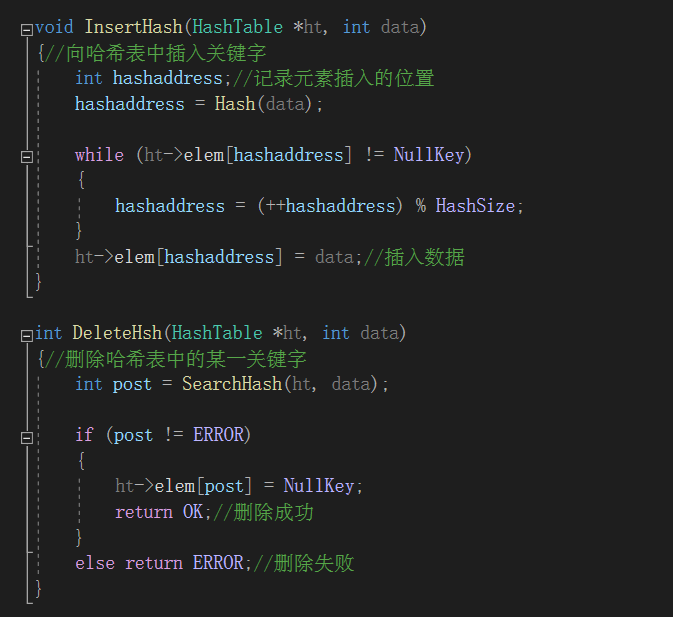 void InsertHash(HashTable *ht, int data)
{//向哈希表中插入关键字
int hashaddress;//记录元素插入的位置
hashaddress = Hash(data);
while (ht->elem[hashaddress] != NullKey)
{
hashaddress = (++hashaddress) % HashSize;
}
ht->elem[hashaddress] = data;//插入数据
}
int DeleteHsh(HashTable *ht, int data)
{//删除哈希表中的某一关键字
int post = SearchHash(ht, data);
if (post != ERROR)
{
ht->elem[post] = NullKey;
return OK;//删除成功
}
else return ERROR;//删除失败
}